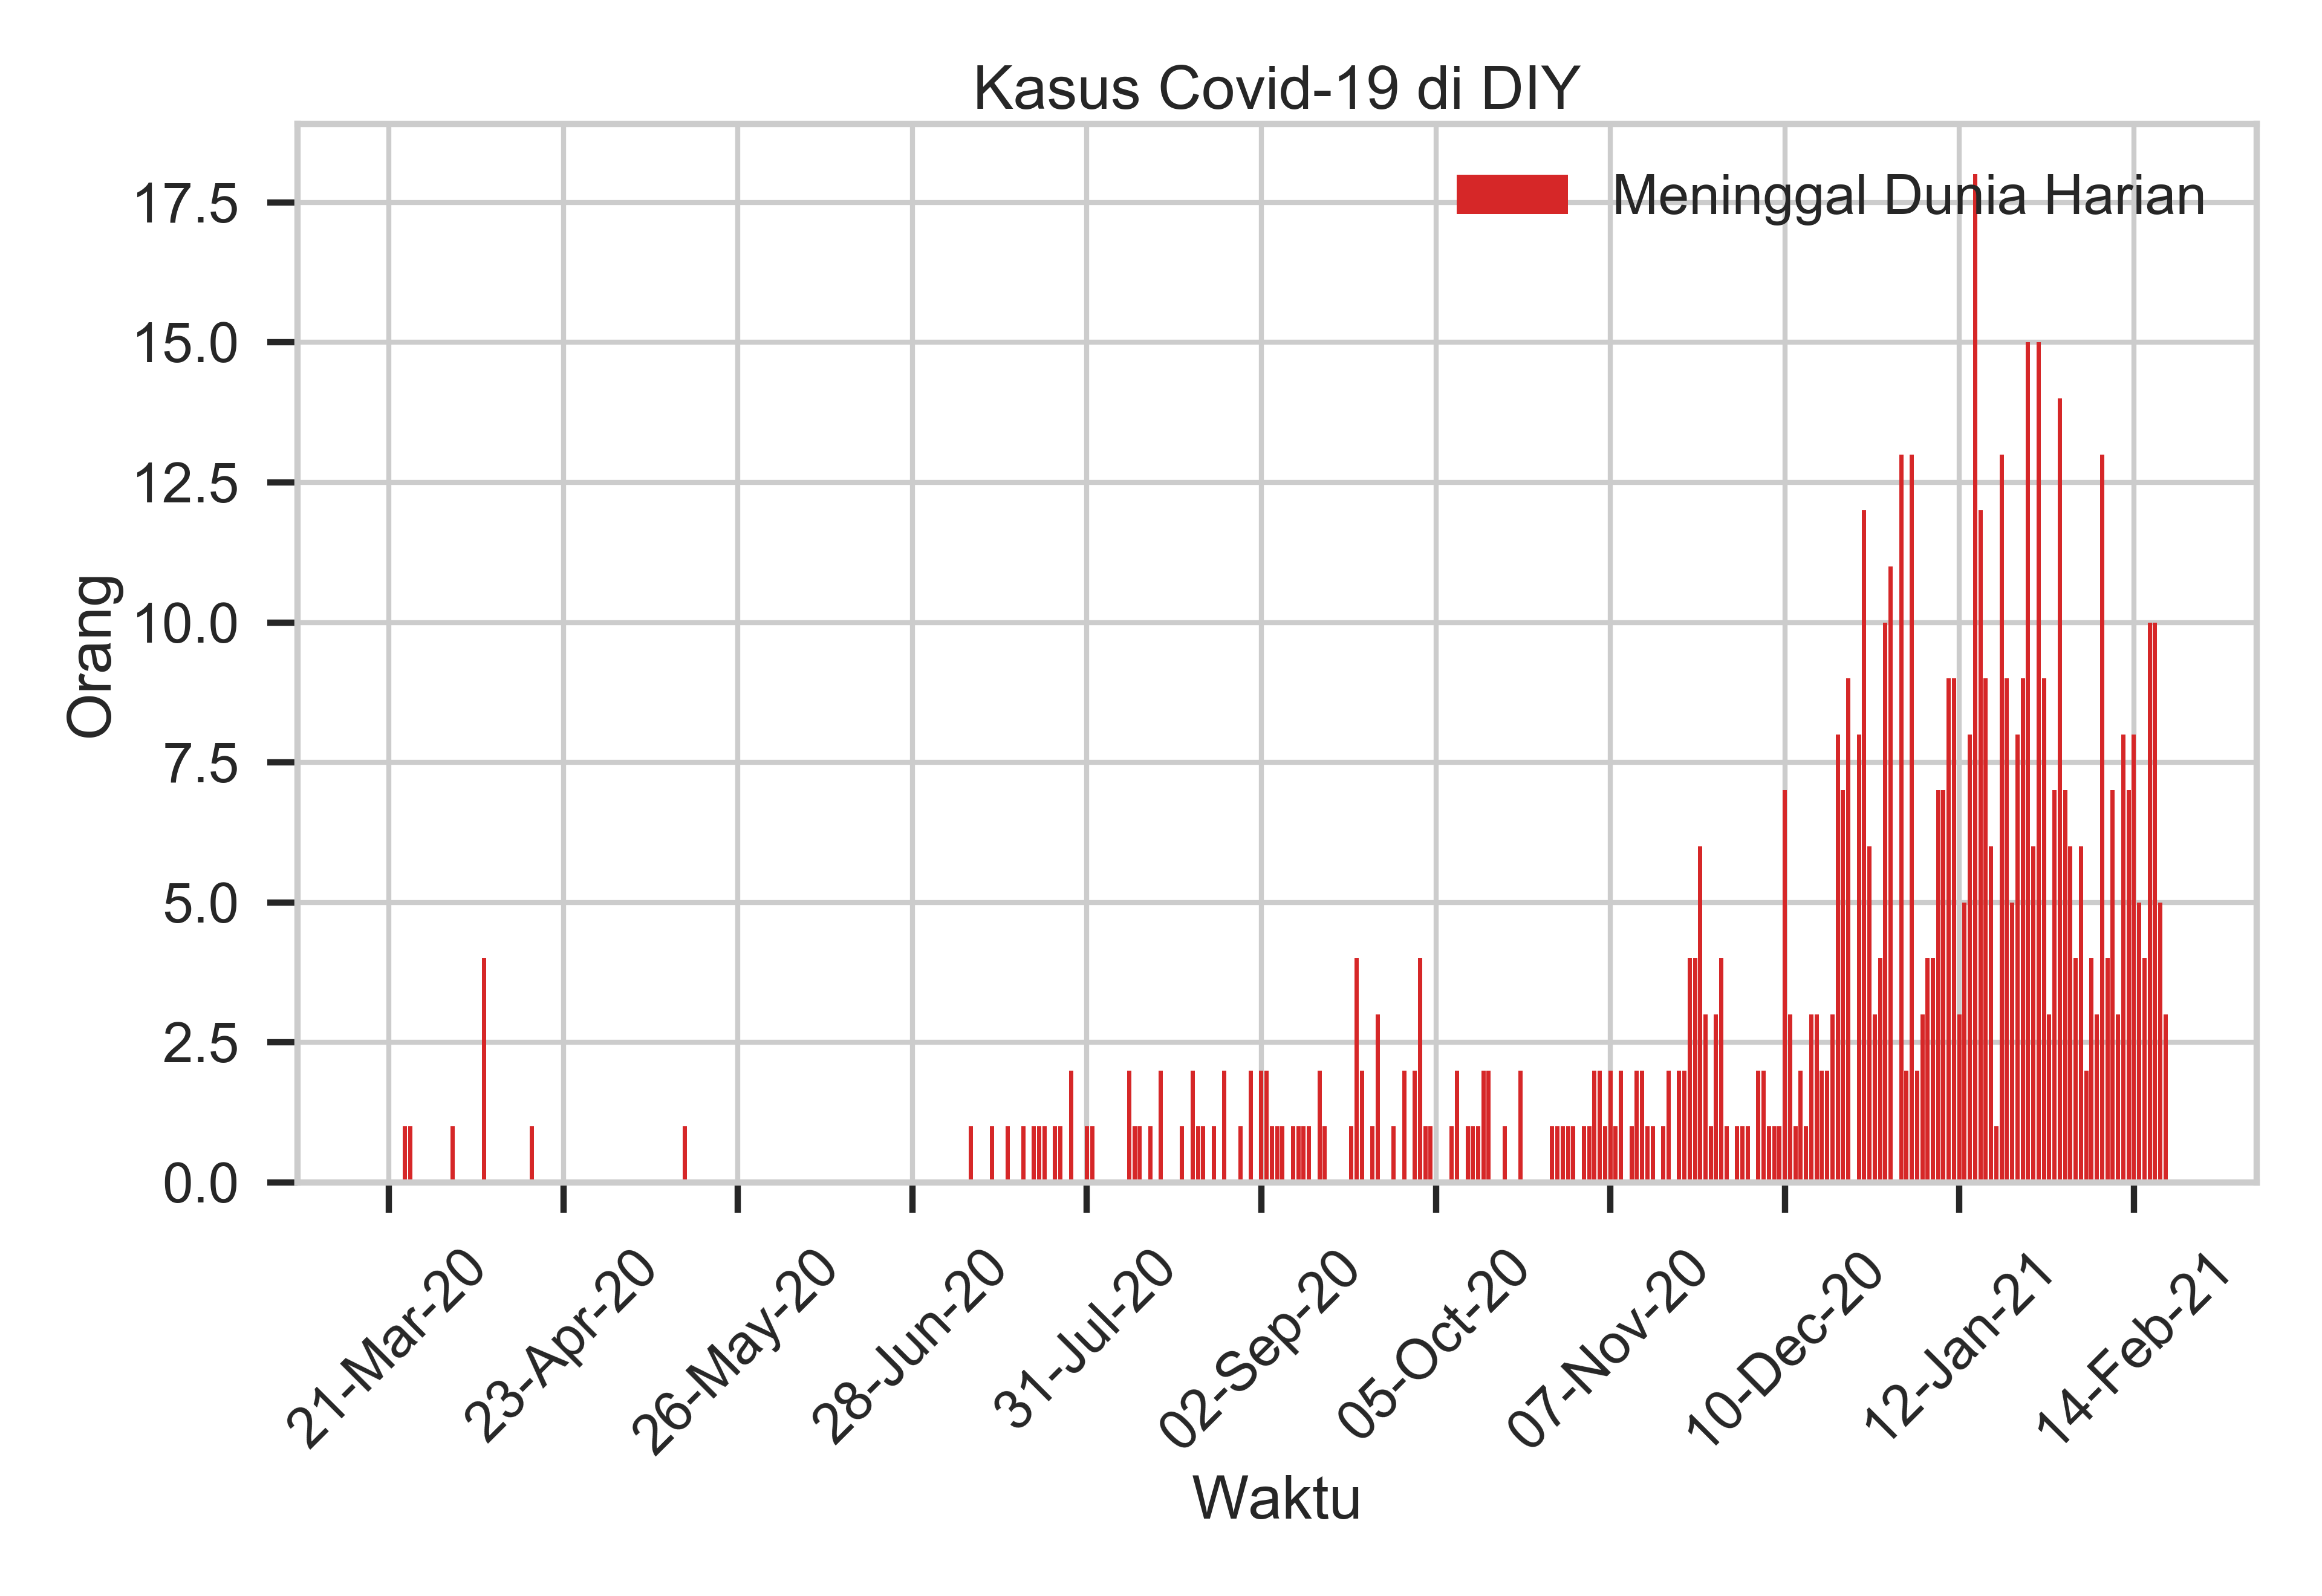 Kasus Covid-19 di DIY
Meninggal Dunia Harian
17.5
15.0
12.5
10.0
7.5
5.0
2.5
0.0
Orang
21-Mar-20
23-Apr-20
26-May-20
28-Jun-20
31-Jul-20
02-Sep-20
05-Oct-20
07-Nov-20
10-Dec-20
12-Jan-21
14-Feb-21
Waktu